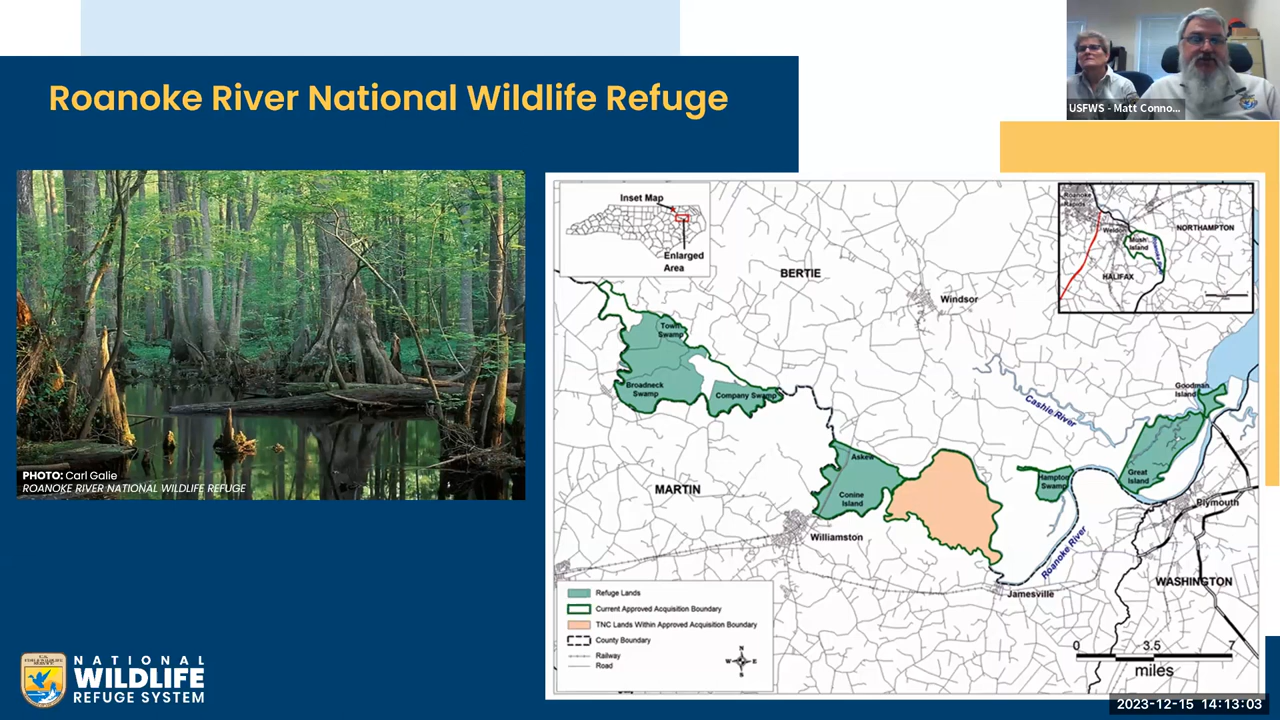 Roanoke River National Wildlife Refuge
USFWS - Matt Conno...
PHOTO: Carl Galie
ROANOKE RIVER NATIONAL WILDLIFE REFUGE
Inset Map
Enlarged
Area
BERTIE
Windsor
Roanoke
Rapids
Weldon
Mush
Island
NORTHAMPTON
HALIFAX
Town
Swamp
Broadneck
Swamp
Company Swamp
Cashie River
Goodman
Island
Askew
Conine
Island
Hampton
Swamp
Great
Island
MARTIN
Williamston
Plymouth
Roanoke River
Jamesville
WASHINGTON
Refuge Lands
Current Approved Acquisition Boundary
TNC Lands Within Approved Acquisition Boundary
County Boundary
Railway
Road
N
W E
S
0 3.5 7
miles
NATIONAL
WILDLIFE
REFUGE SYSTEM
2023-12-15 14:13:03